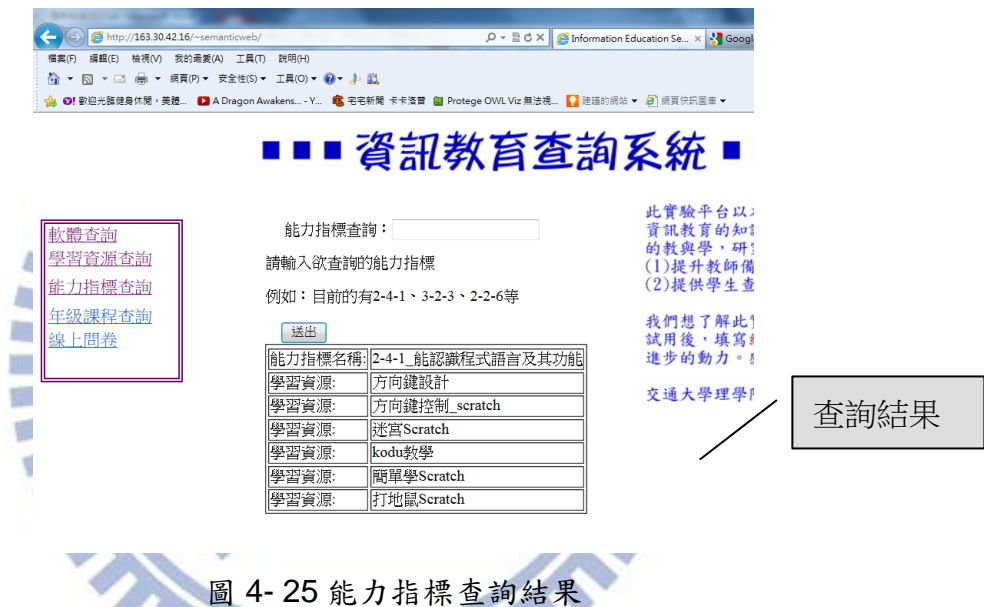 http://163.30.42.16/~semanticweb/
Information Education Se...
檔案(F) 編輯(E) 檢視(V) 我的最愛(A) 工具(T) 說明(H)
網頁(P) 安全性(S) 工具(O)
歡迎光臨健身休閒，美體... A Dragon Awakens... - Y... 宅宅新聞 卡卡洛普 Protege OWL Viz 無法視... 建議的網站 網頁快訊圖庫
資訊教育查詢系統
軟體查詢
學習資源查詢
能力指標查詢
年級課程查詢
線上問卷
能力指標查詢：
請輸入欲查詢的能力指標
例如：目前的有2-4-1、3-2-3、2-2-6等
送出
能力指標名稱: 2-4-1_能認識程式語言及其功能
學習資源: 方向鍵設計
學習資源: 方向鍵控制_scratch
學習資源: 迷宮Scratch
學習資源: kodu教學
學習資源: 簡單學Scratch
學習資源: 打地鼠Scratch
此實驗平台以
資訊教育的知
的教與學，研
(1)提升教師備
(2)提供學生查
我們想了解此
試用後，填寫
進步的動力。
交通大學理學
查詢結果
圖 4- 25 能力指標查詢結果